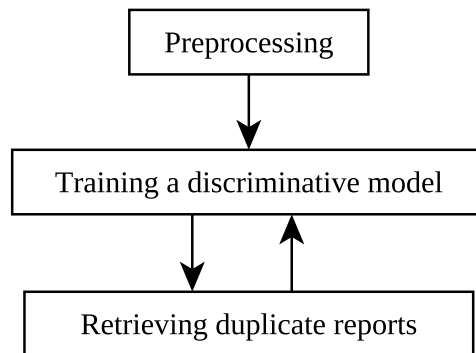 Preprocessing
Training a discriminative model
Retrieving duplicate reports